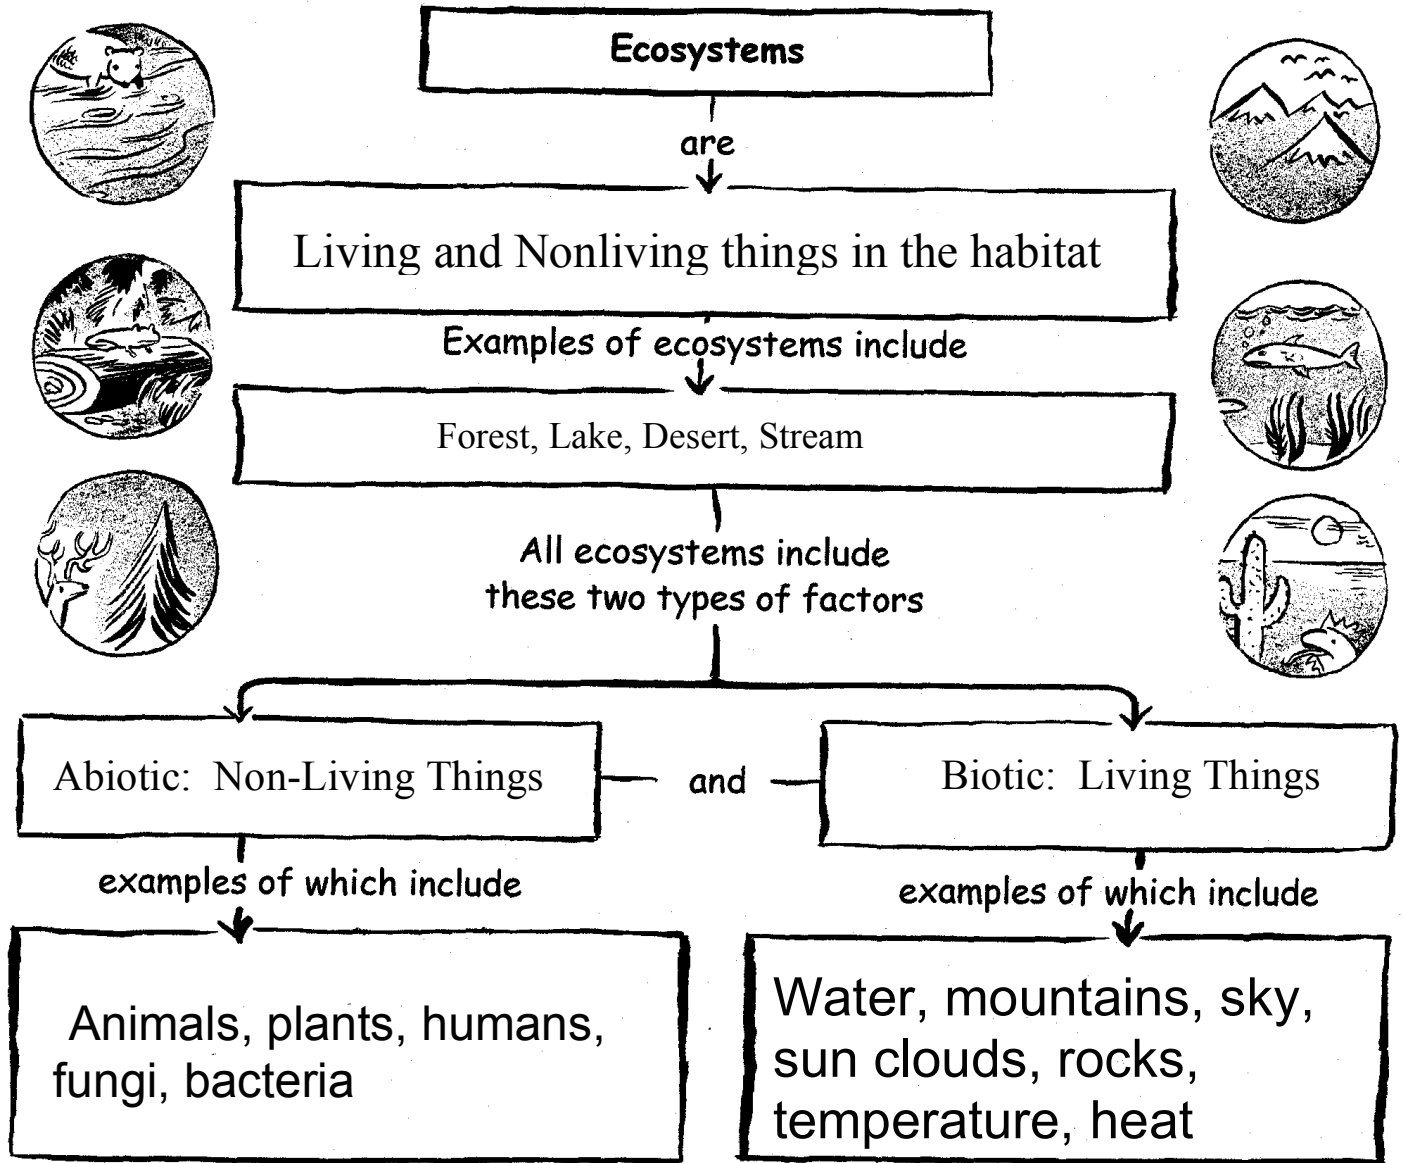 Ecosystems
are
Living and Nonliving things in the habitat
Examples of ecosystems include
Forest, Lake, Desert, Stream
All ecosystems include
these two types of factors
Abiotic:  Non-Living Things
and
Biotic:  Living Things
examples of which include
examples of which include
Animals, plants, humans,
fungi, bacteria
Water, mountains, sky,
sun clouds, rocks,
temperature, heat